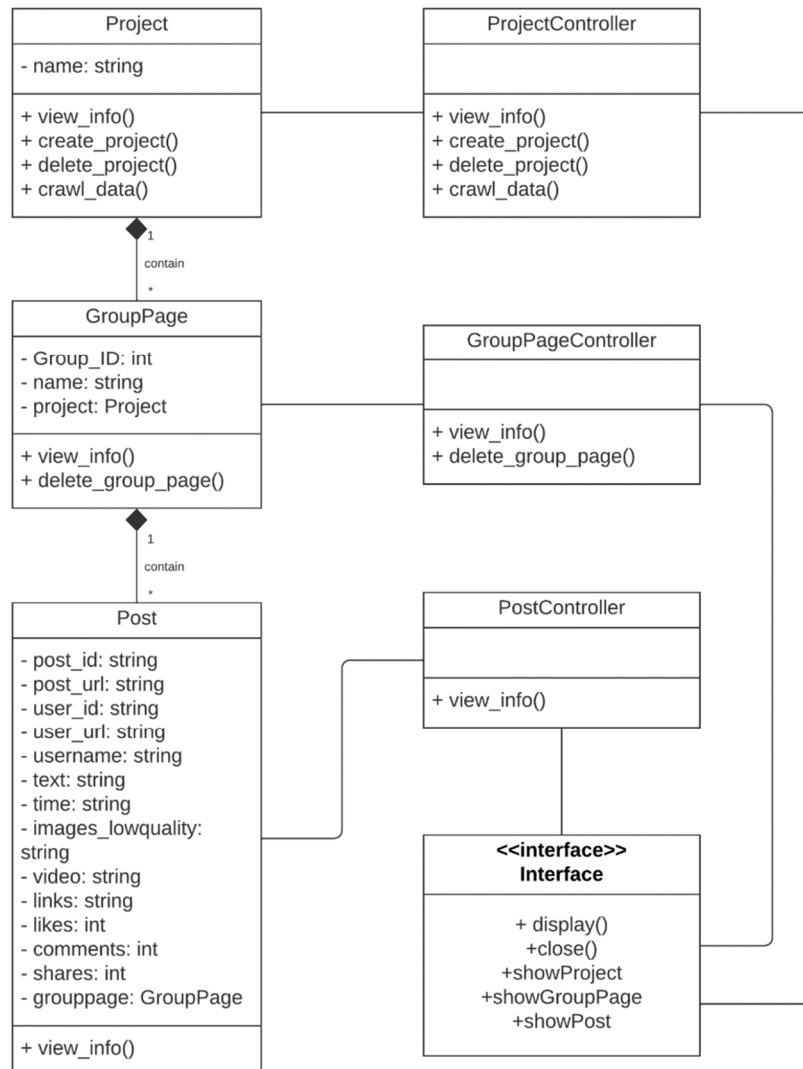 Project
- name: string
+ view_info()
+ create_project()
+ delete_project()
+ crawl_data()
ProjectController
+ view_info()
+ create_project()
+ delete_project()
+ crawl_data()
1
contain
*
GroupPage
- Group_ID: int
- name: string
- project: Project
+ view_info()
+ delete_group_page()
GroupPageController
+ view_info()
+ delete_group_page()
1
contain
*
Post
- post_id: string
- post_url: string
- user_id: string
- user_url: string
- username: string
- text: string
- time: string
- images_lowquality:
string
- video: string
- links: string
- likes: int
- comments: int
- shares: int
- grouppage: GroupPage
+ view_info()
PostController
+ view_info()
<<interface>>
Interface
+ display()
+close()
+showProject
+showGroupPage
+showPost